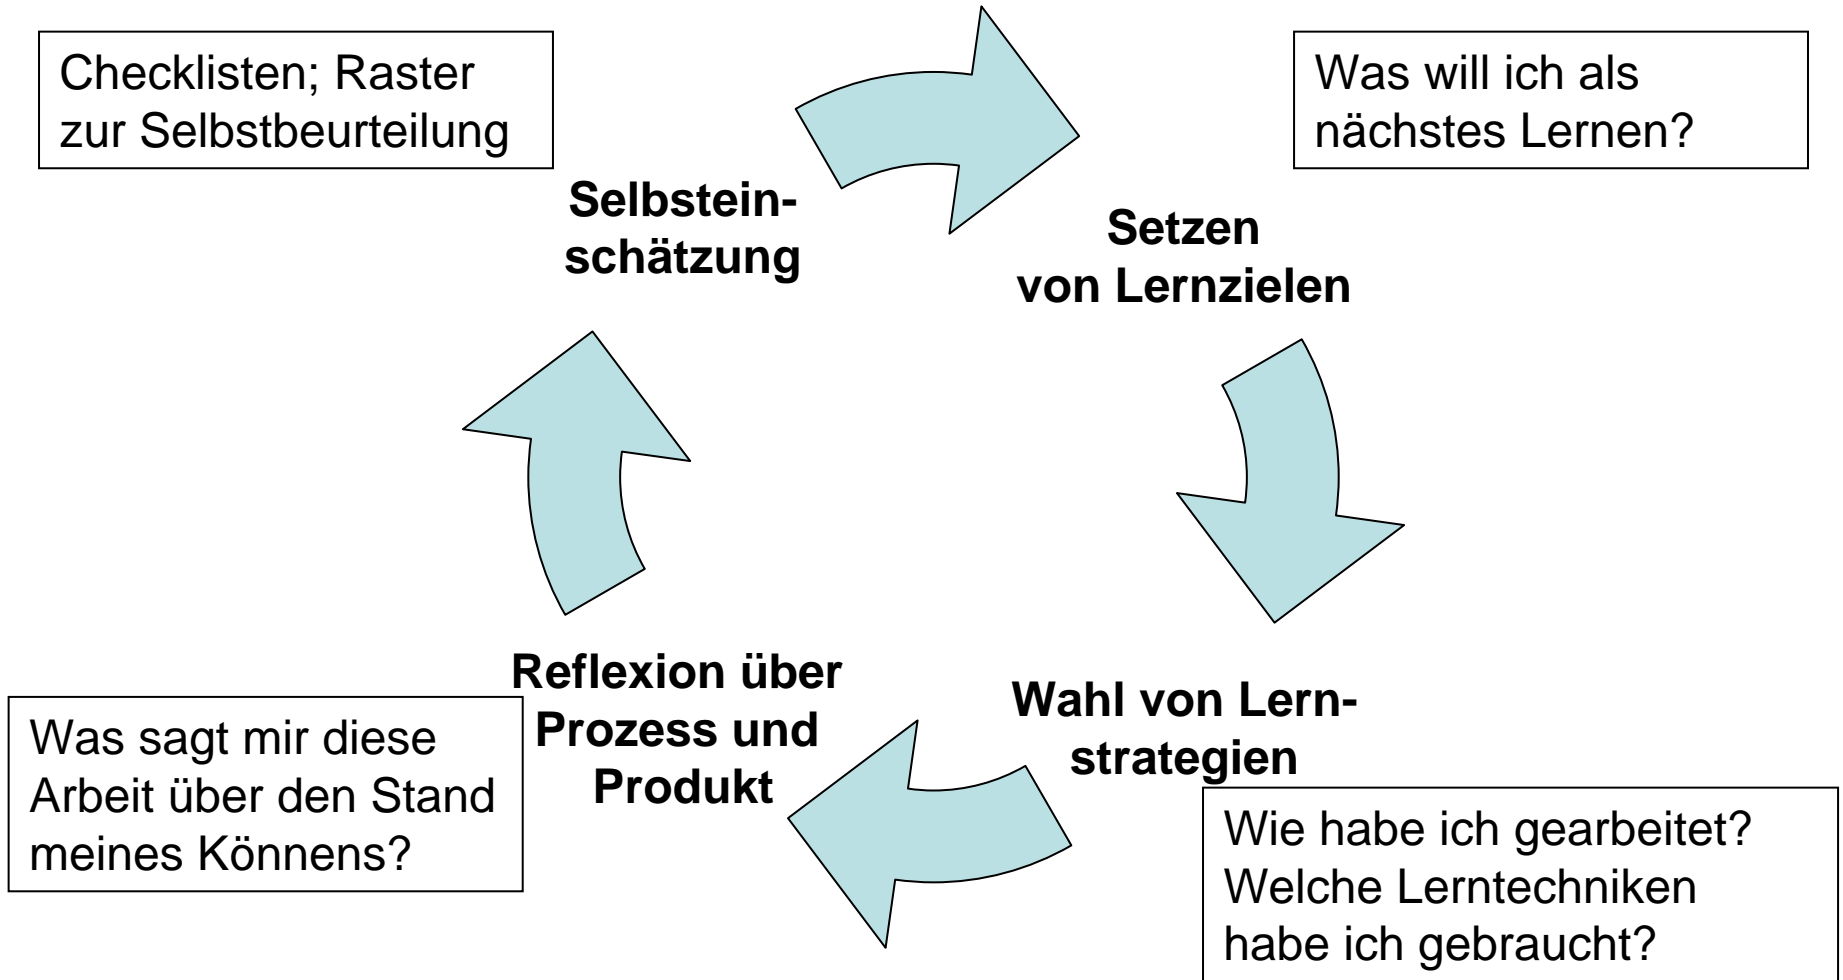 Checklisten; Raster
zur Selbstbeurteilung
Selbstein-
schätzung
Was will ich als
nächstes Lernen?
Setzen
von Lernzielen
Wahl von Lern-
strategien
Wie habe ich gearbeitet?
Welche Lerntechniken
habe ich gebraucht?
Reflexion über
Prozess und
Produkt
Was sagt mir diese
Arbeit über den Stand
meines Könnens?